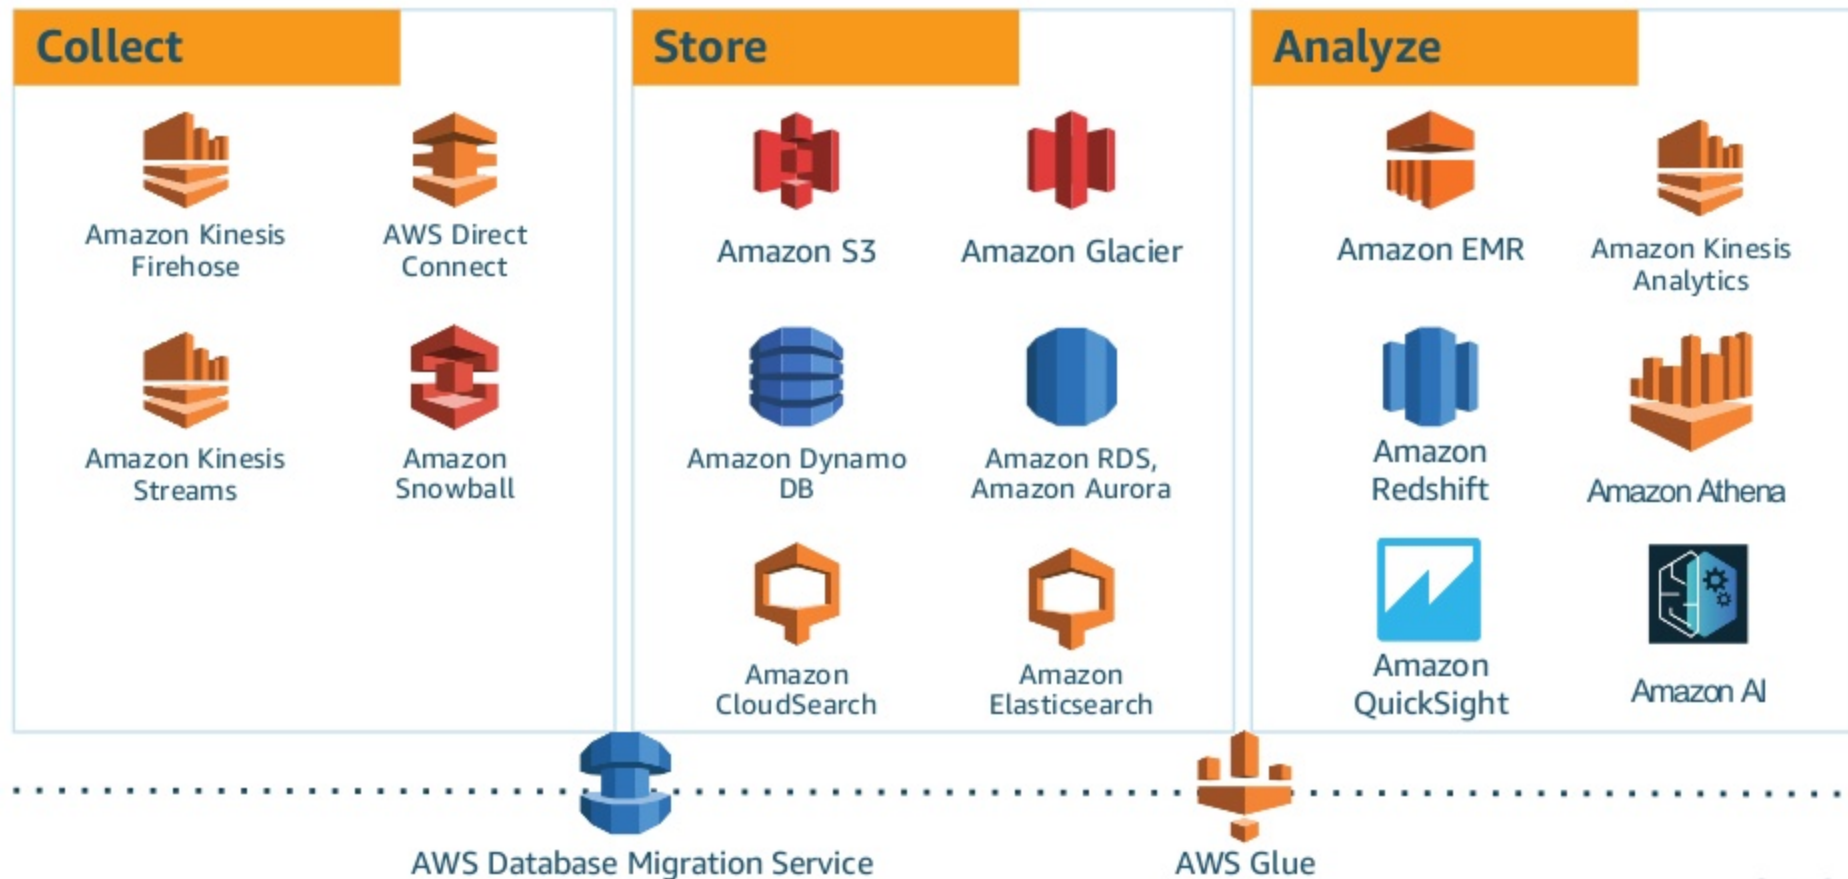 Collect
Amazon Kinesis
Firehose
AWS Direct
Connect
Amazon Kinesis
Streams
Amazon
Snowball
Store
Amazon S3
Amazon Glacier
Amazon Dynamo
DB
Amazon RDS,
Amazon Aurora
Amazon
CloudSearch
Amazon
Elasticsearch
Analyze
Amazon EMR
Amazon Kinesis
Analytics
Amazon
Redshift
Amazon Athena
Amazon
QuickSight
Amazon AI
AWS Database Migration Service
AWS Glue